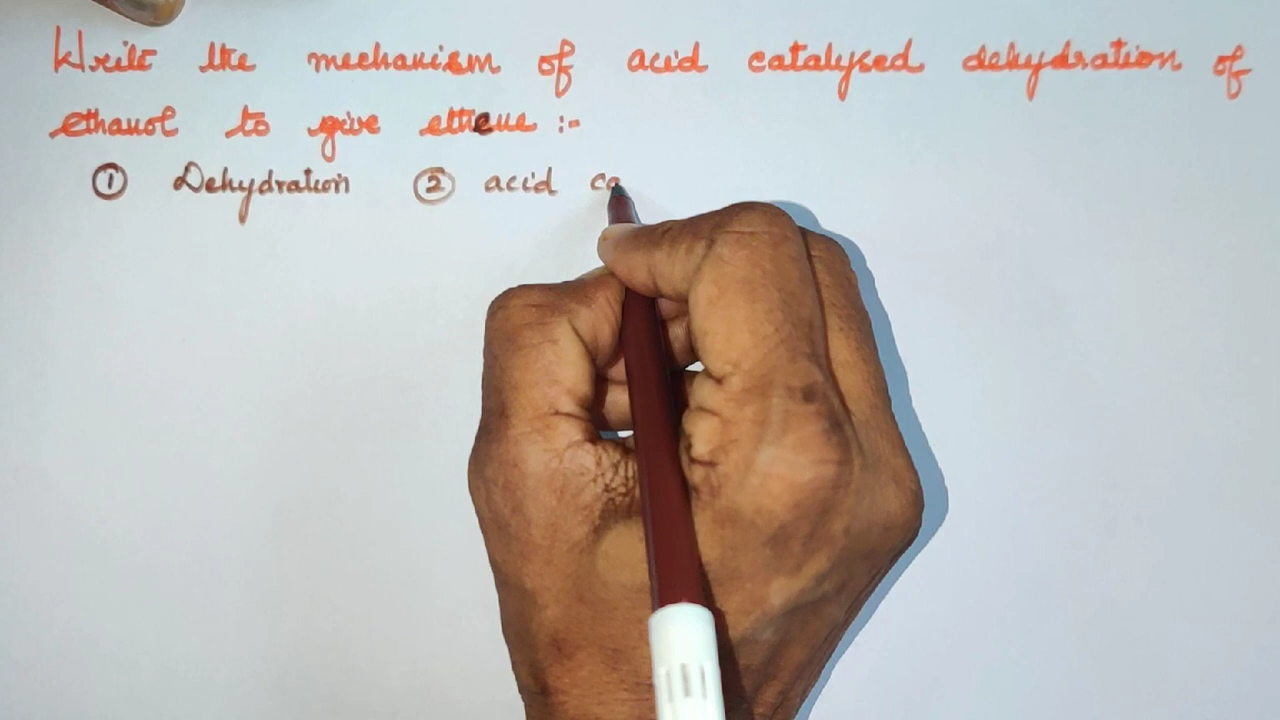 Write the mechanism of acid catalysed dehydration of
ethanol to give ethene :-
① Dehydration ② acid ca